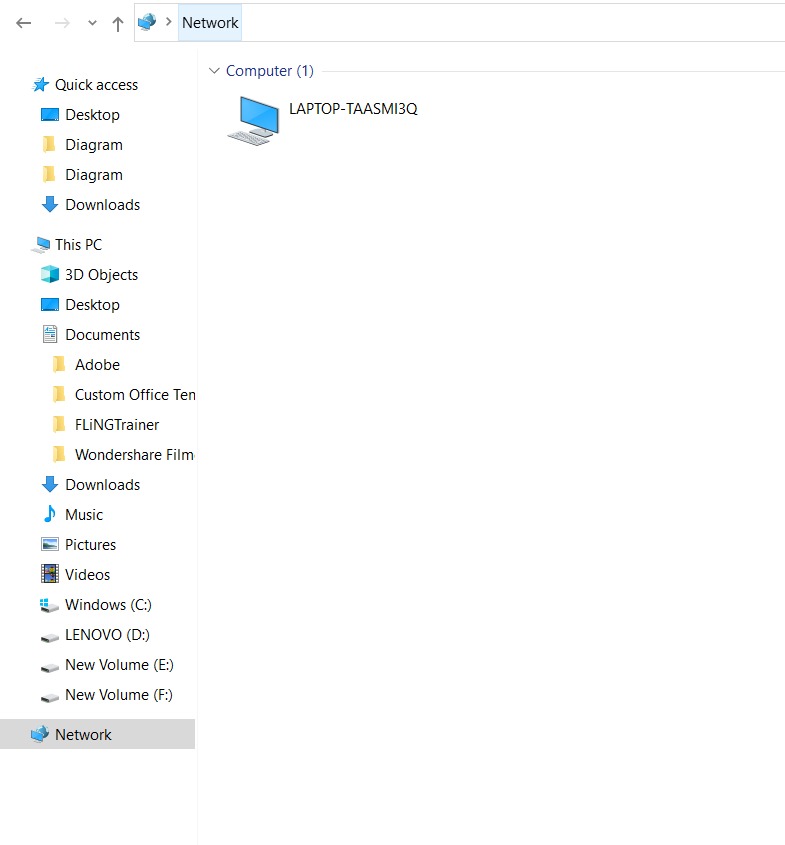 Network
Quick access
Desktop
Diagram
Diagram
Downloads
This PC
3D Objects
Desktop
Documents
Adobe
Custom Office Ten
FLiNGTrainer
Wondershare Film
Downloads
Music
Pictures
Videos
Windows (C:)
LENOVO (D:)
New Volume (E:)
New Volume (F:)
Network
Computer (1)
LAPTOP-TAASMI3Q